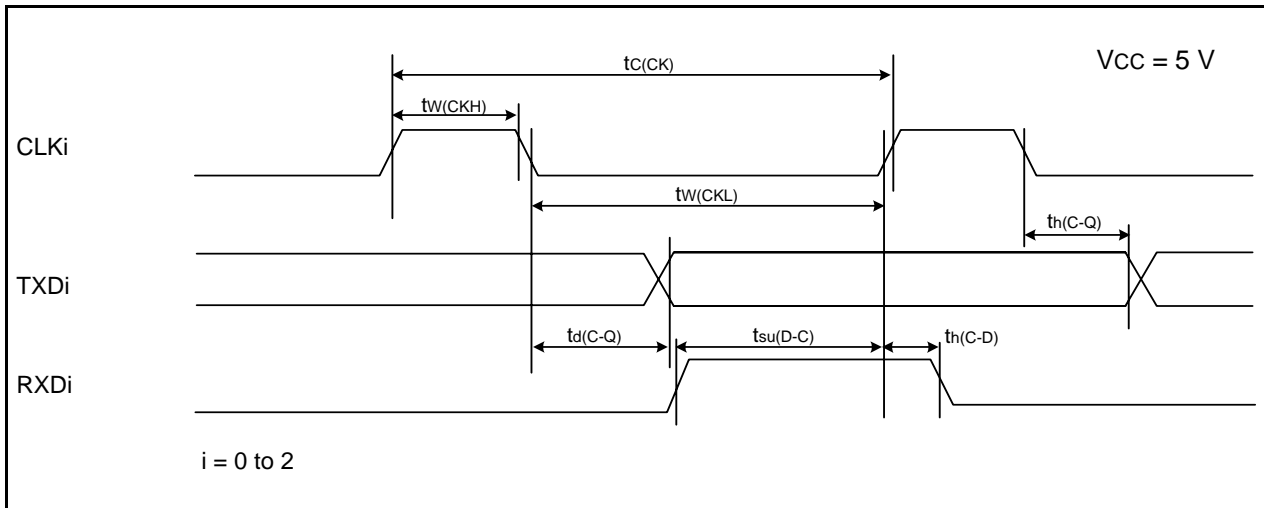 tC(CK)
VCC = 5 V
tW(CKH)
CLKi
tW(CKL)
th(C-Q)
TXDi
td(C-Q)
tsu(D-C)
th(C-D)
RXDi
i = 0 to 2